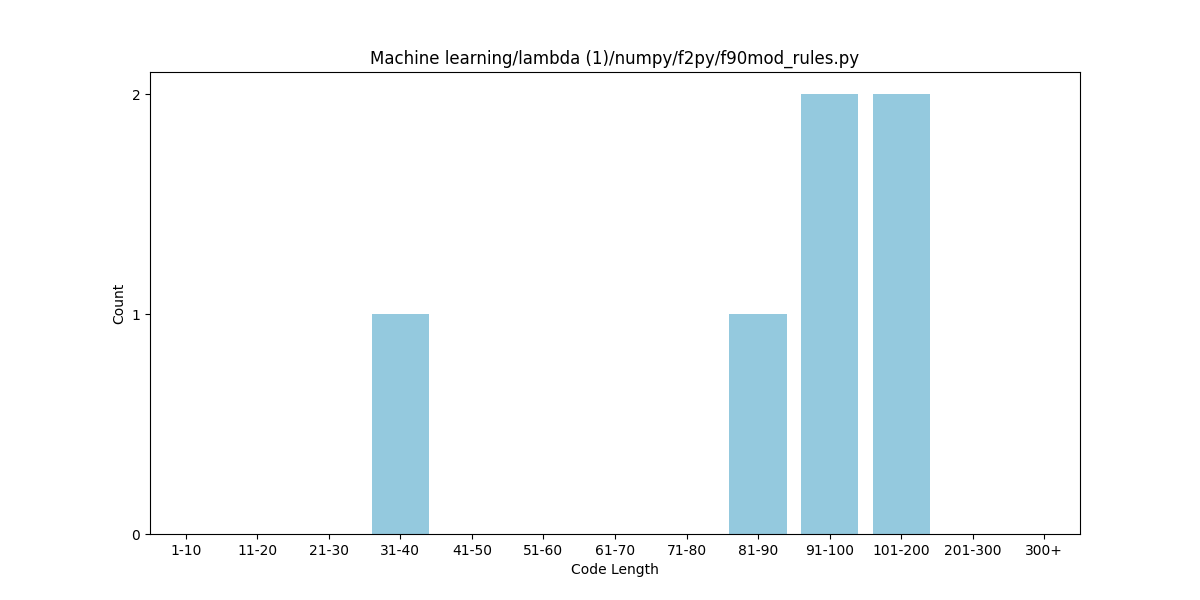 Machine learning/lambda (1)/numpy/f2py/f90mod_rules.py
Count
2
1
0
1-10 11-20 21-30 31-40 41-50 51-60 61-70 71-80 81-90 91-100 101-200 201-300 300+
Code Length